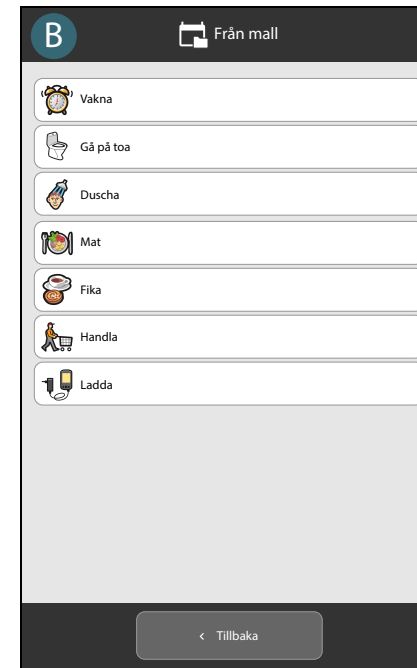 B
Från mall
Vakna
Gå på toa
Duscha
Mat
Fika
Handla
Ladda
‹ Tillbaka